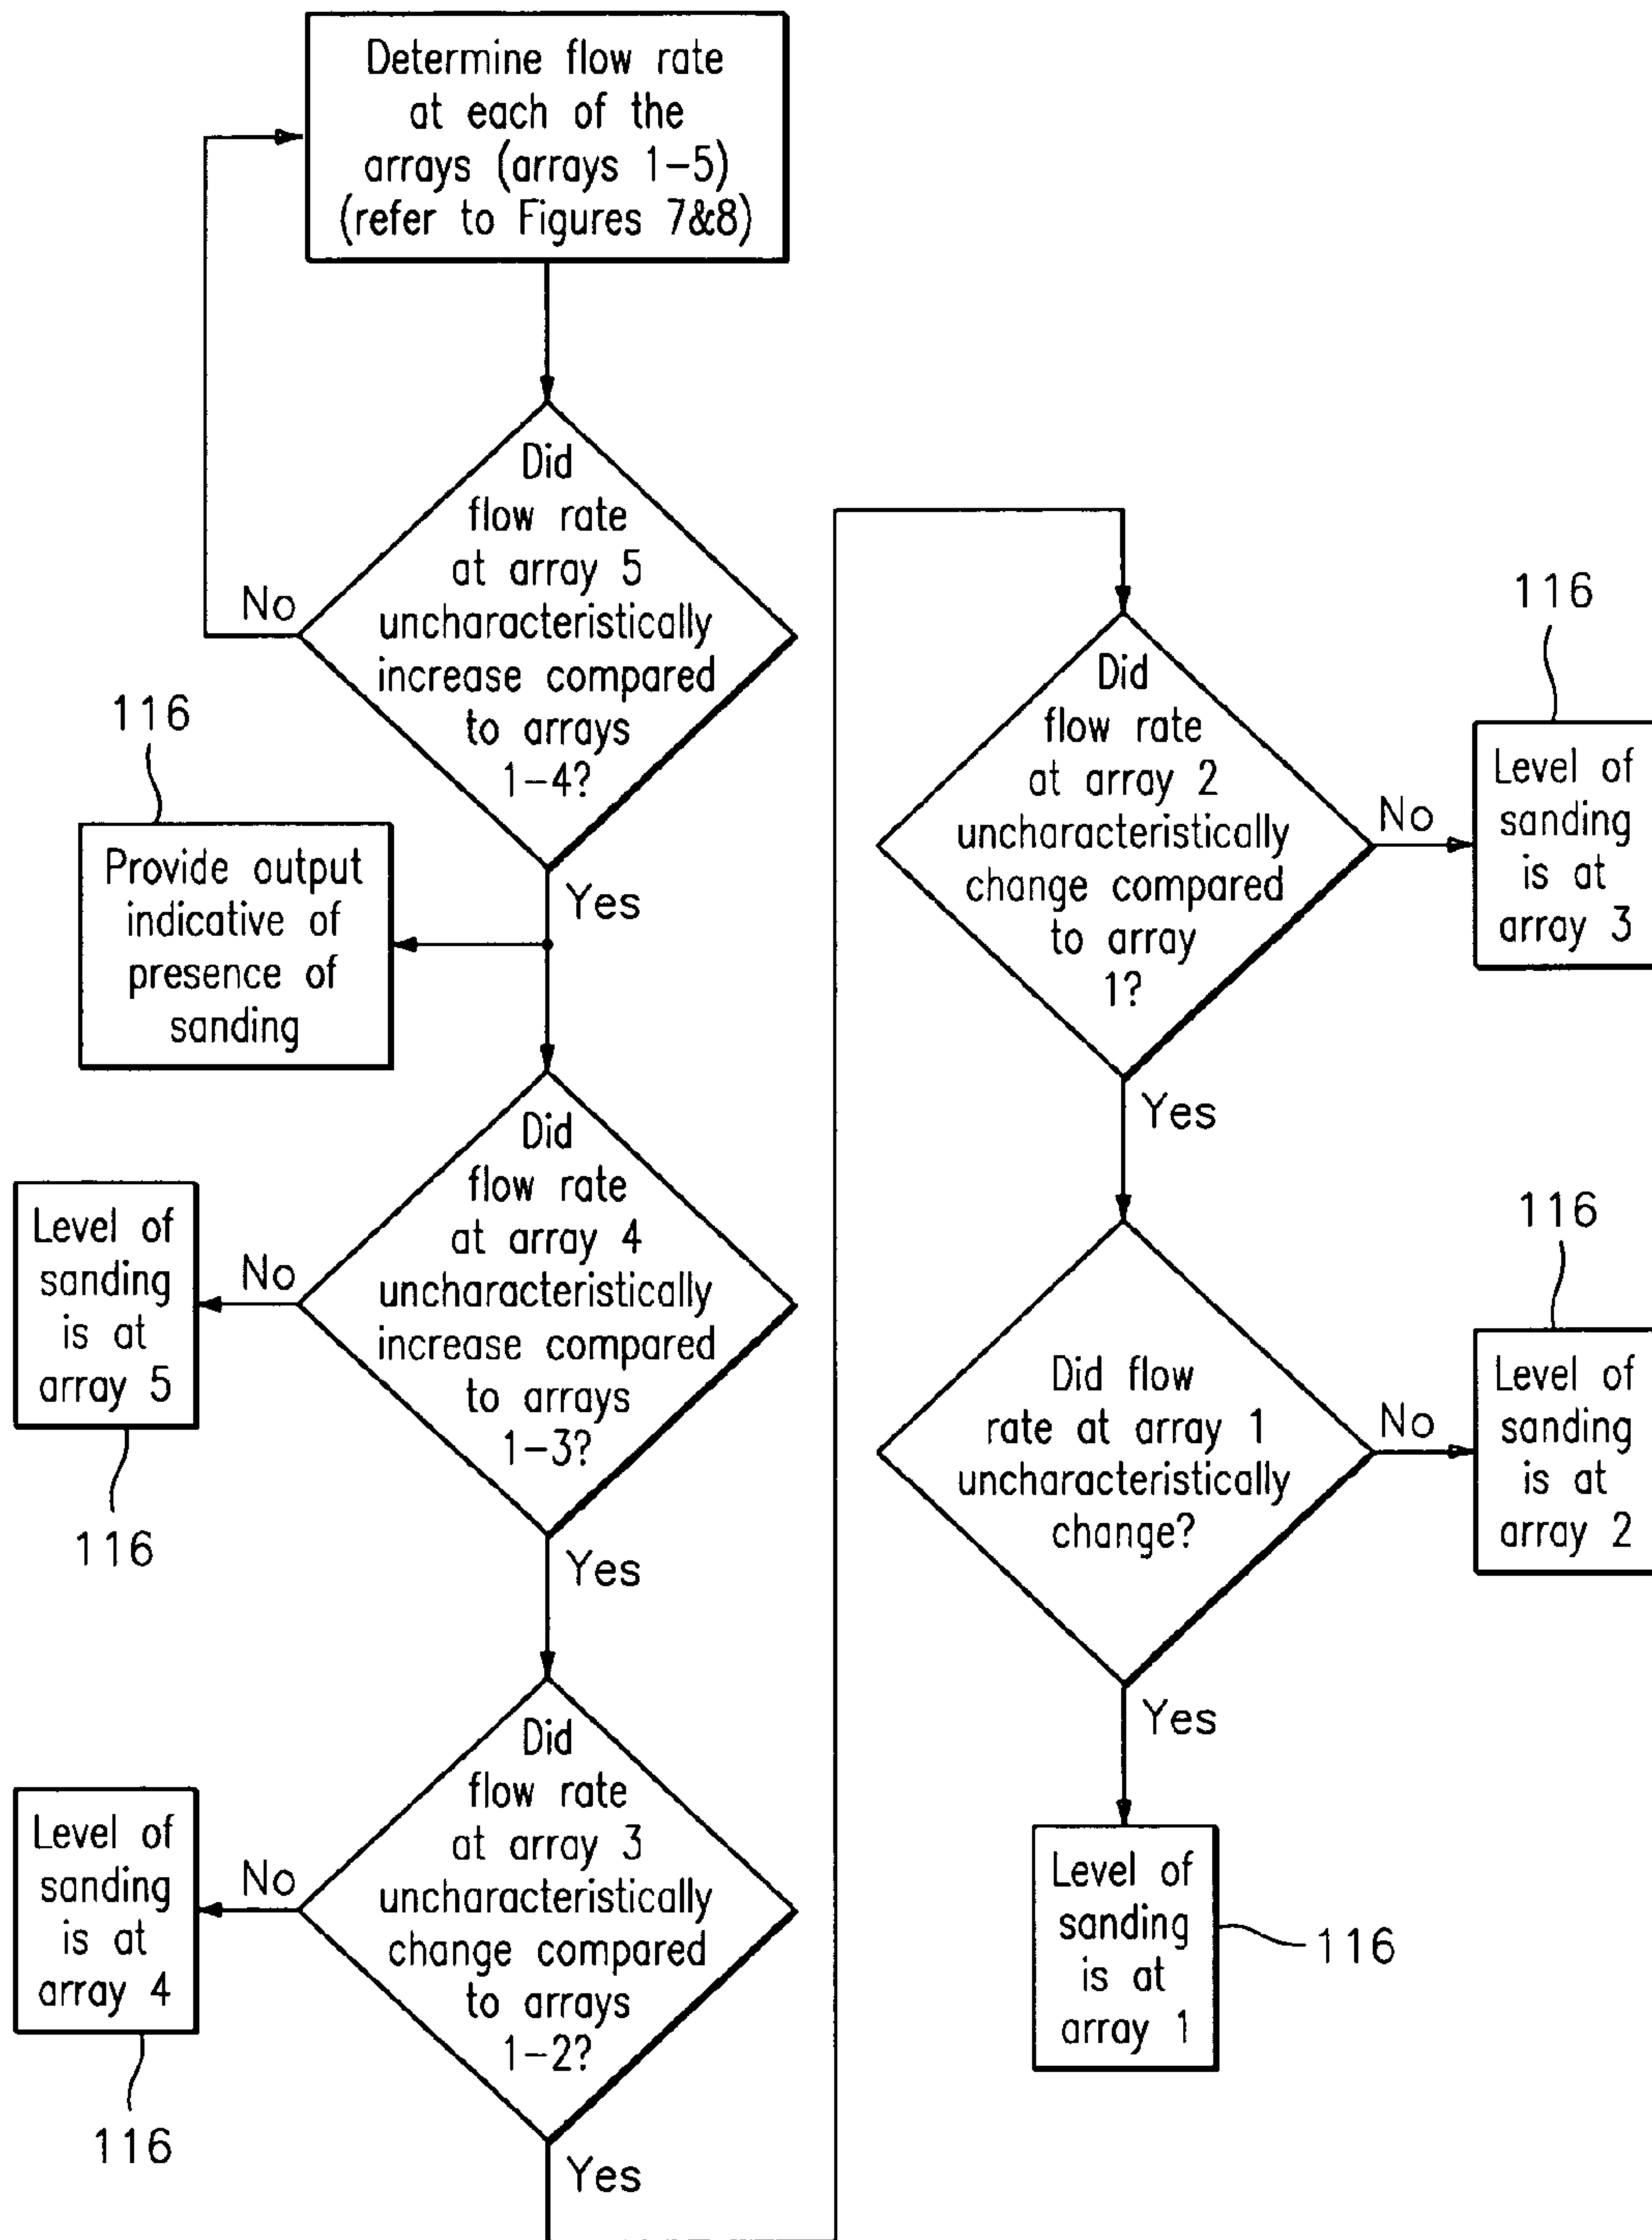 Determine flow rate
at each of the
arrays (arrays 1-5)
(refer to Figures 7&8)
Did
flow rate
at array 5
uncharacteristically
increase compared
to arrays
1-4?
No
Yes
116
Provide output
indicative of
presence of
sanding
Did
flow rate
at array 4
uncharacteristically
increase compared
to arrays
1-3?
No
Level of
sanding
is at
array 5
116
Yes
Did
flow rate
at array 3
uncharacteristically
change compared
to arrays
1-2?
No
Level of
sanding
is at
array 4
116
Yes
Did
flow rate
at array 2
uncharacteristically
change compared
to array
1?
No
116
Level of
sanding
is at
array 3
Yes
Did flow
rate at array 1
uncharacteristically
change?
No
116
Level of
sanding
is at
array 2
Yes
Level of
sanding
is at
array 1
116